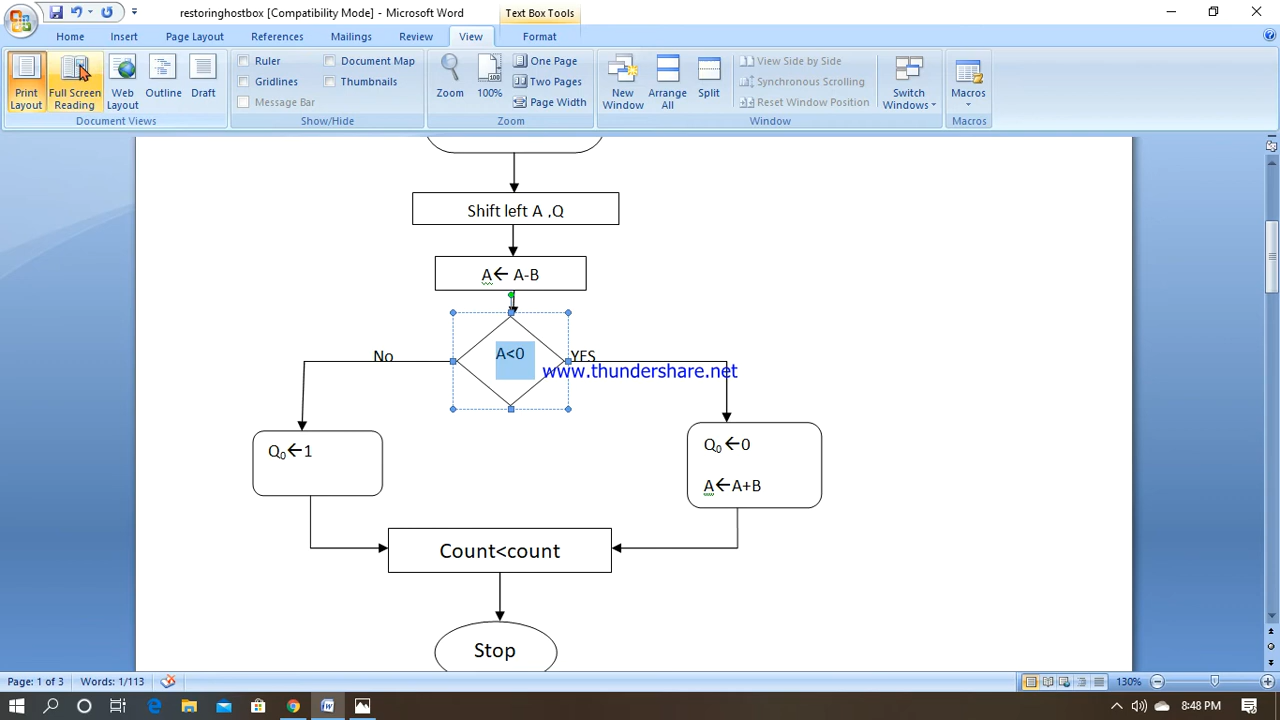 restoringhostbox [Compatibility Mode] - Microsoft Word
Text Box Tools
Home
Insert
Page Layout
References
Mailings
Review
View
Format
Print Layout
Full Screen Reading
Web Layout
Outline
Draft
Document Views
Ruler
Gridlines
Message Bar
Document Map
Thumbnails
Show/Hide
Zoom
100%
One Page
Two Pages
Page Width
Zoom
New Window
Arrange All
Split
View Side by Side
Synchronous Scrolling
Reset Window Position
Switch Windows
Window
Macros
Macros
Shift left A ,Q
A← A-B
A<0
No
YES
www.thundershare.net
Q₀←1
Q₀←0
A←A+B
Count<count
Stop
Page: 1 of 3
Words: 1/113
130%
8:48 PM